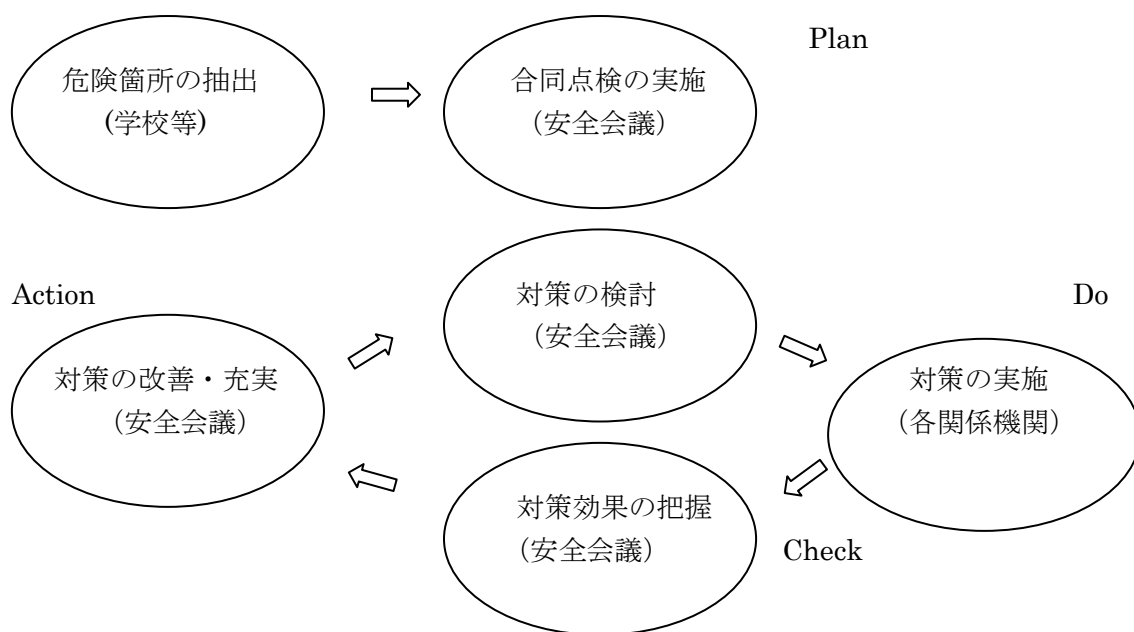 Plan
危険箇所の抽出
(学校等)
合同点検の実施
（安全会議）
Action
対策の検討
（安全会議）
Do
対策の改善・充実
（安全会議）
対策の実施
（各関係機関）
対策効果の把握
（安全会議）
Check